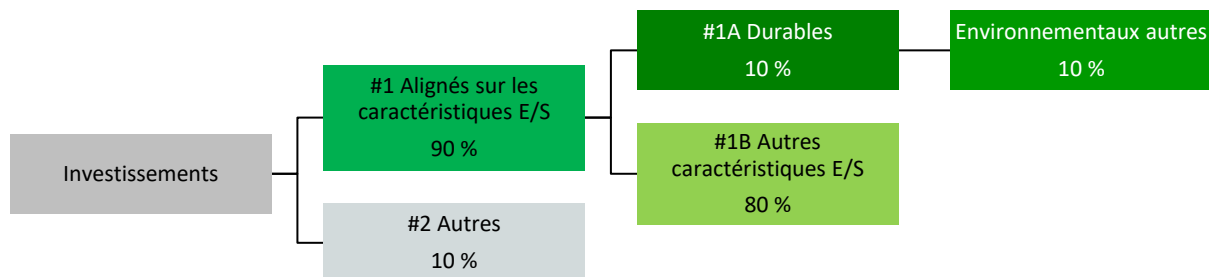 Investissements
#1 Alignés sur les
caractéristiques E/S
90 %
#2 Autres
10 %
#1A Durables
10 %
#1B Autres
caractéristiques E/S
80 %
Environnementaux autres
10 %